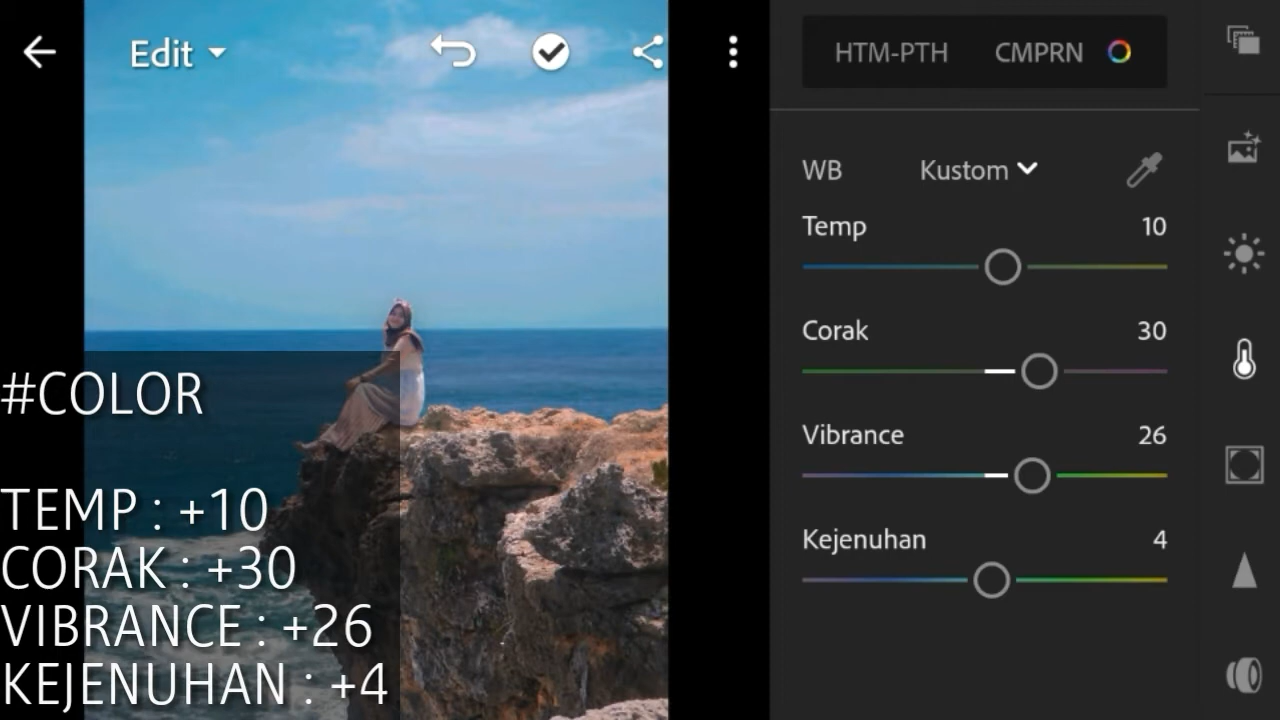 Edit
HTM-PTH CMPRN
WB Kustom
Temp 10
Corak 30
Vibrance 26
Kejenuhan 4
#COLOR
TEMP : +10
CORAK : +30
VIBRANCE : +26
KEJENUHAN : +4